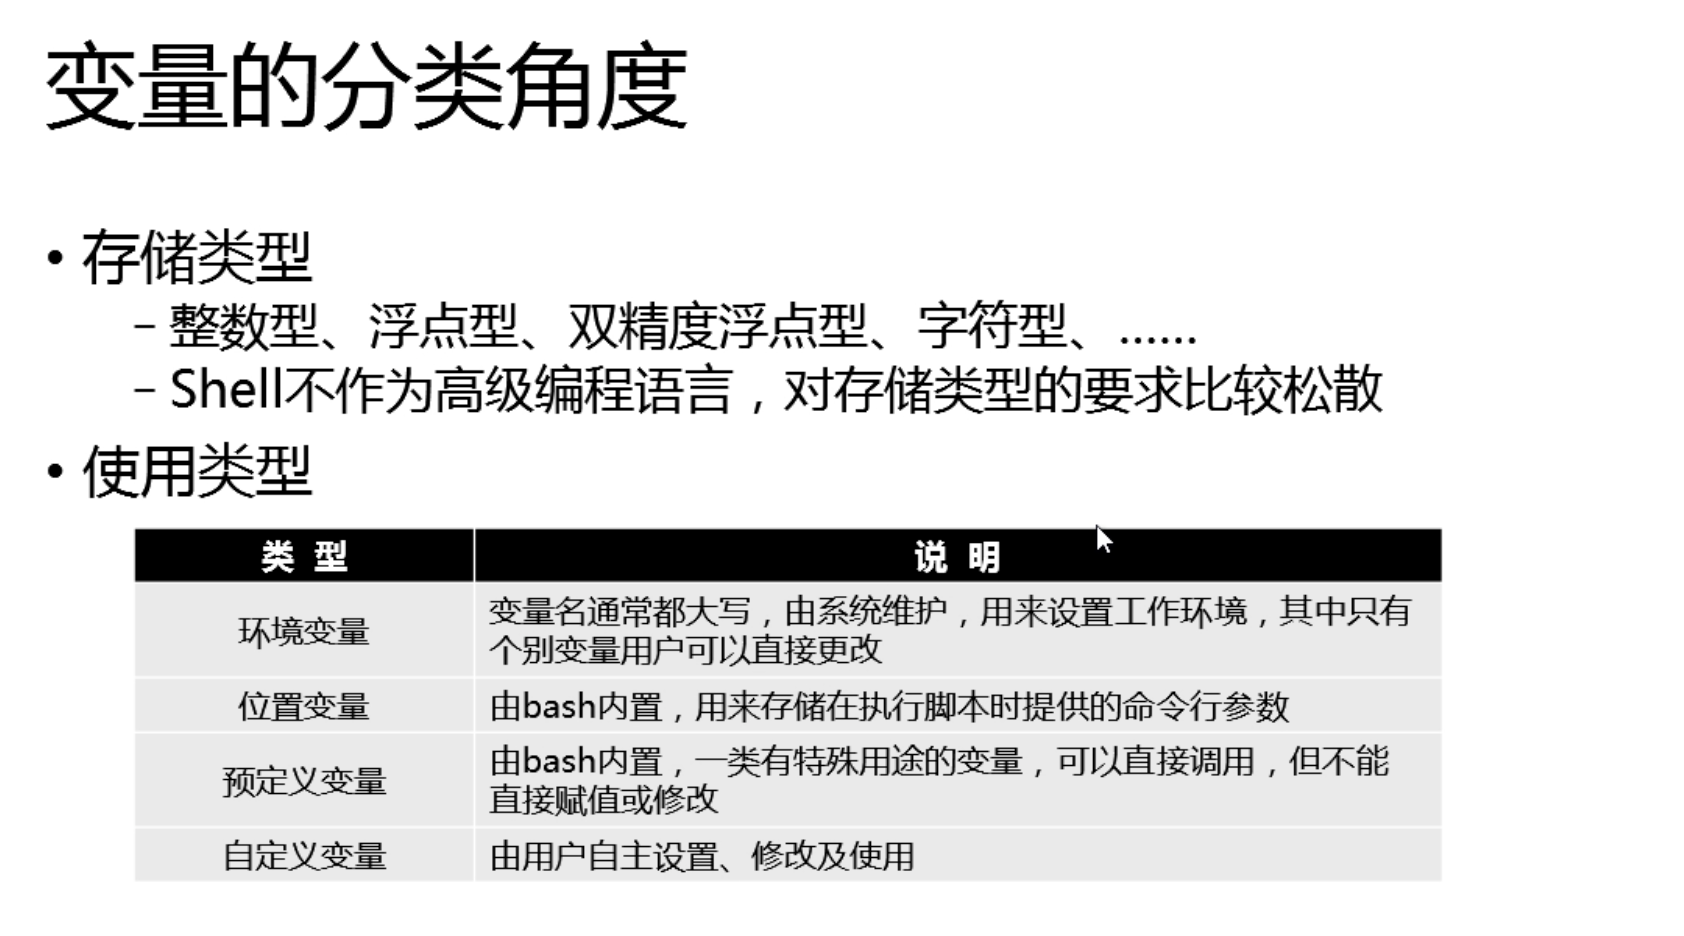 变量的分类角度
• 存储类型
– 整数型、浮点型、双精度浮点型、字符型、……
– Shell不作为高级编程语言，对存储类型的要求比较松散
• 使用类型
类 型 说 明
环境变量 变量名通常都大写，由系统维护，用来设置工作环境，其中只有
个别变量用户可以直接更改
位置变量 由bash内置，用来存储在执行脚本时提供的命令行参数
预定义变量 由bash内置，一类有特殊用途的变量，可以直接调用，但不能
直接赋值或修改
自定义变量 由用户自主设置、修改及使用